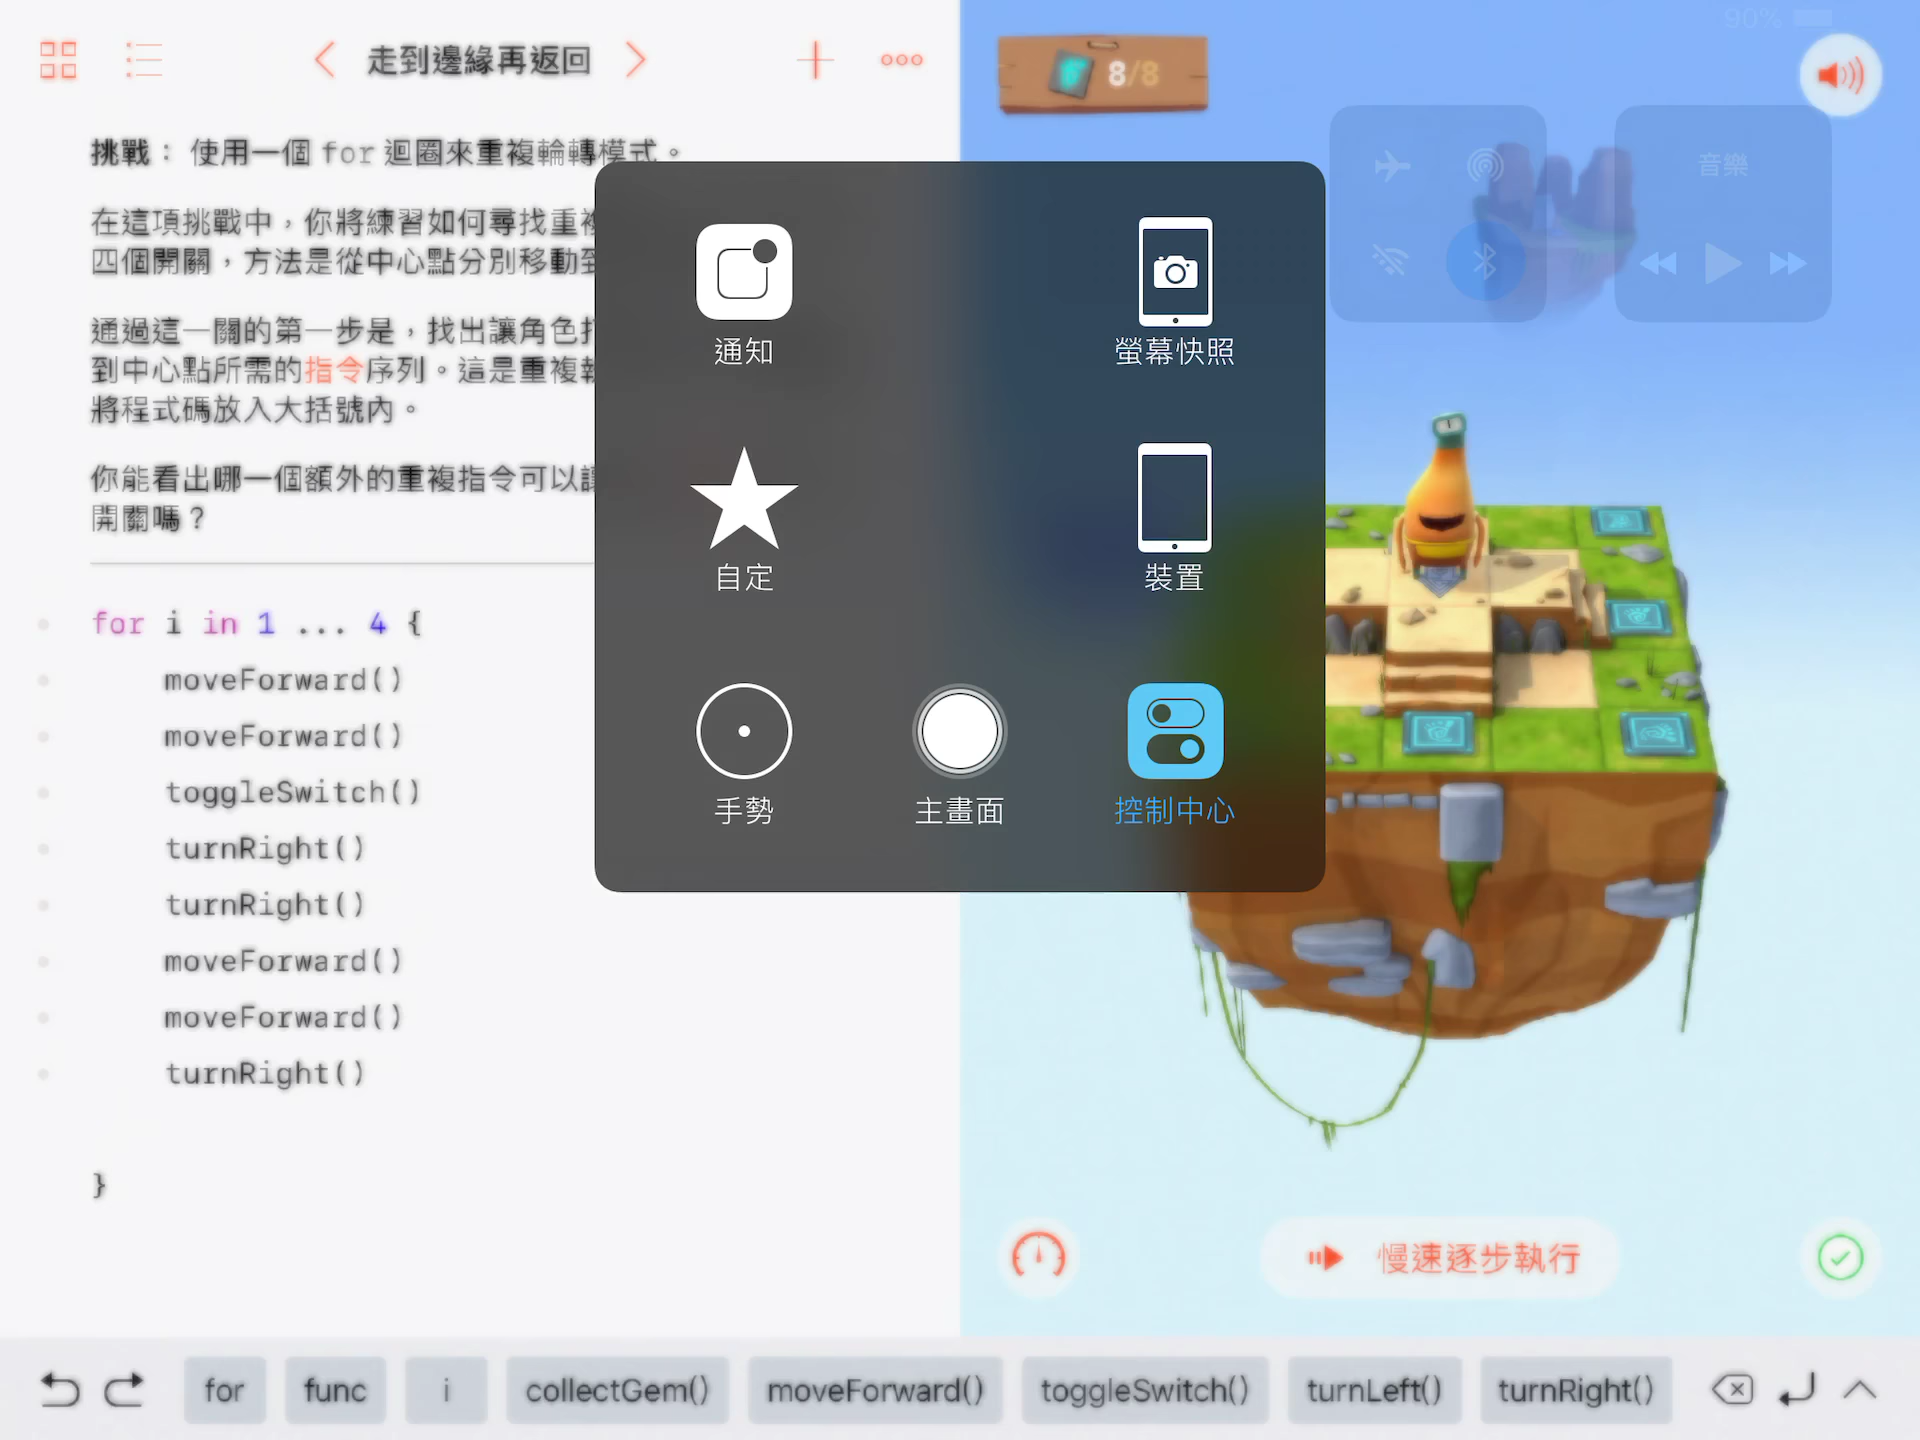 90%
走到邊緣再返回
8/8
挑戰： 使用一個 for 迴圈來重複輪轉模式。
音樂
在這項挑戰中，你將練習如何尋找重複
四個開關，方法是從中心點分別移動到
通過這一關的第一步是，找出讓角色打
到中心點所需的指令序列。這是重複執
將程式碼放入大括號內。
你能看出哪一個額外的重複指令可以讓
開關嗎？
通知
螢幕快照
自定
裝置
手勢
主畫面
控制中心
for i in 1 ... 4 {
moveForward()
moveForward()
toggleSwitch()
turnRight()
turnRight()
moveForward()
moveForward()
turnRight()
}
慢速逐步執行
for
func
i
collectGem()
moveForward()
toggleSwitch()
turnLeft()
turnRight()